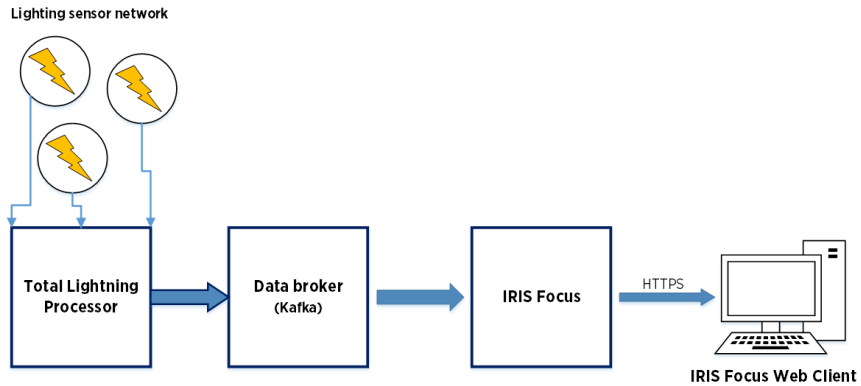 Lighting sensor network
Total Lightning
Processor
Data broker
(Kafka)
IRIS Focus
HTTPS
IRIS Focus Web Client